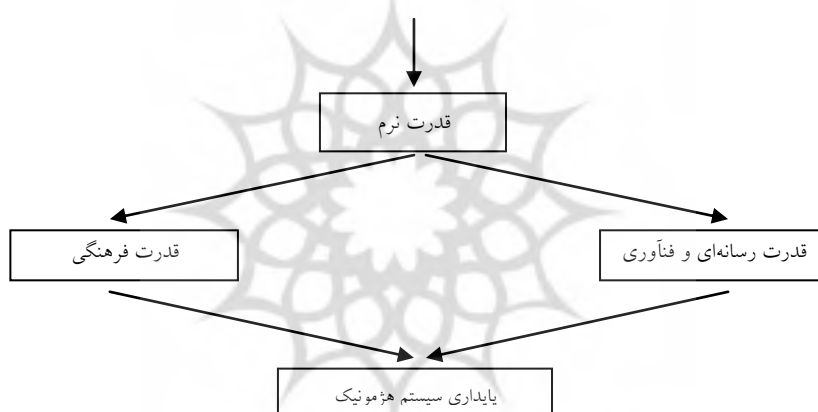 قدرت نرم
قدرت رسانه‌ای و فنآوری
قدرت فرهنگی
پایداری سیستم هژمونیک